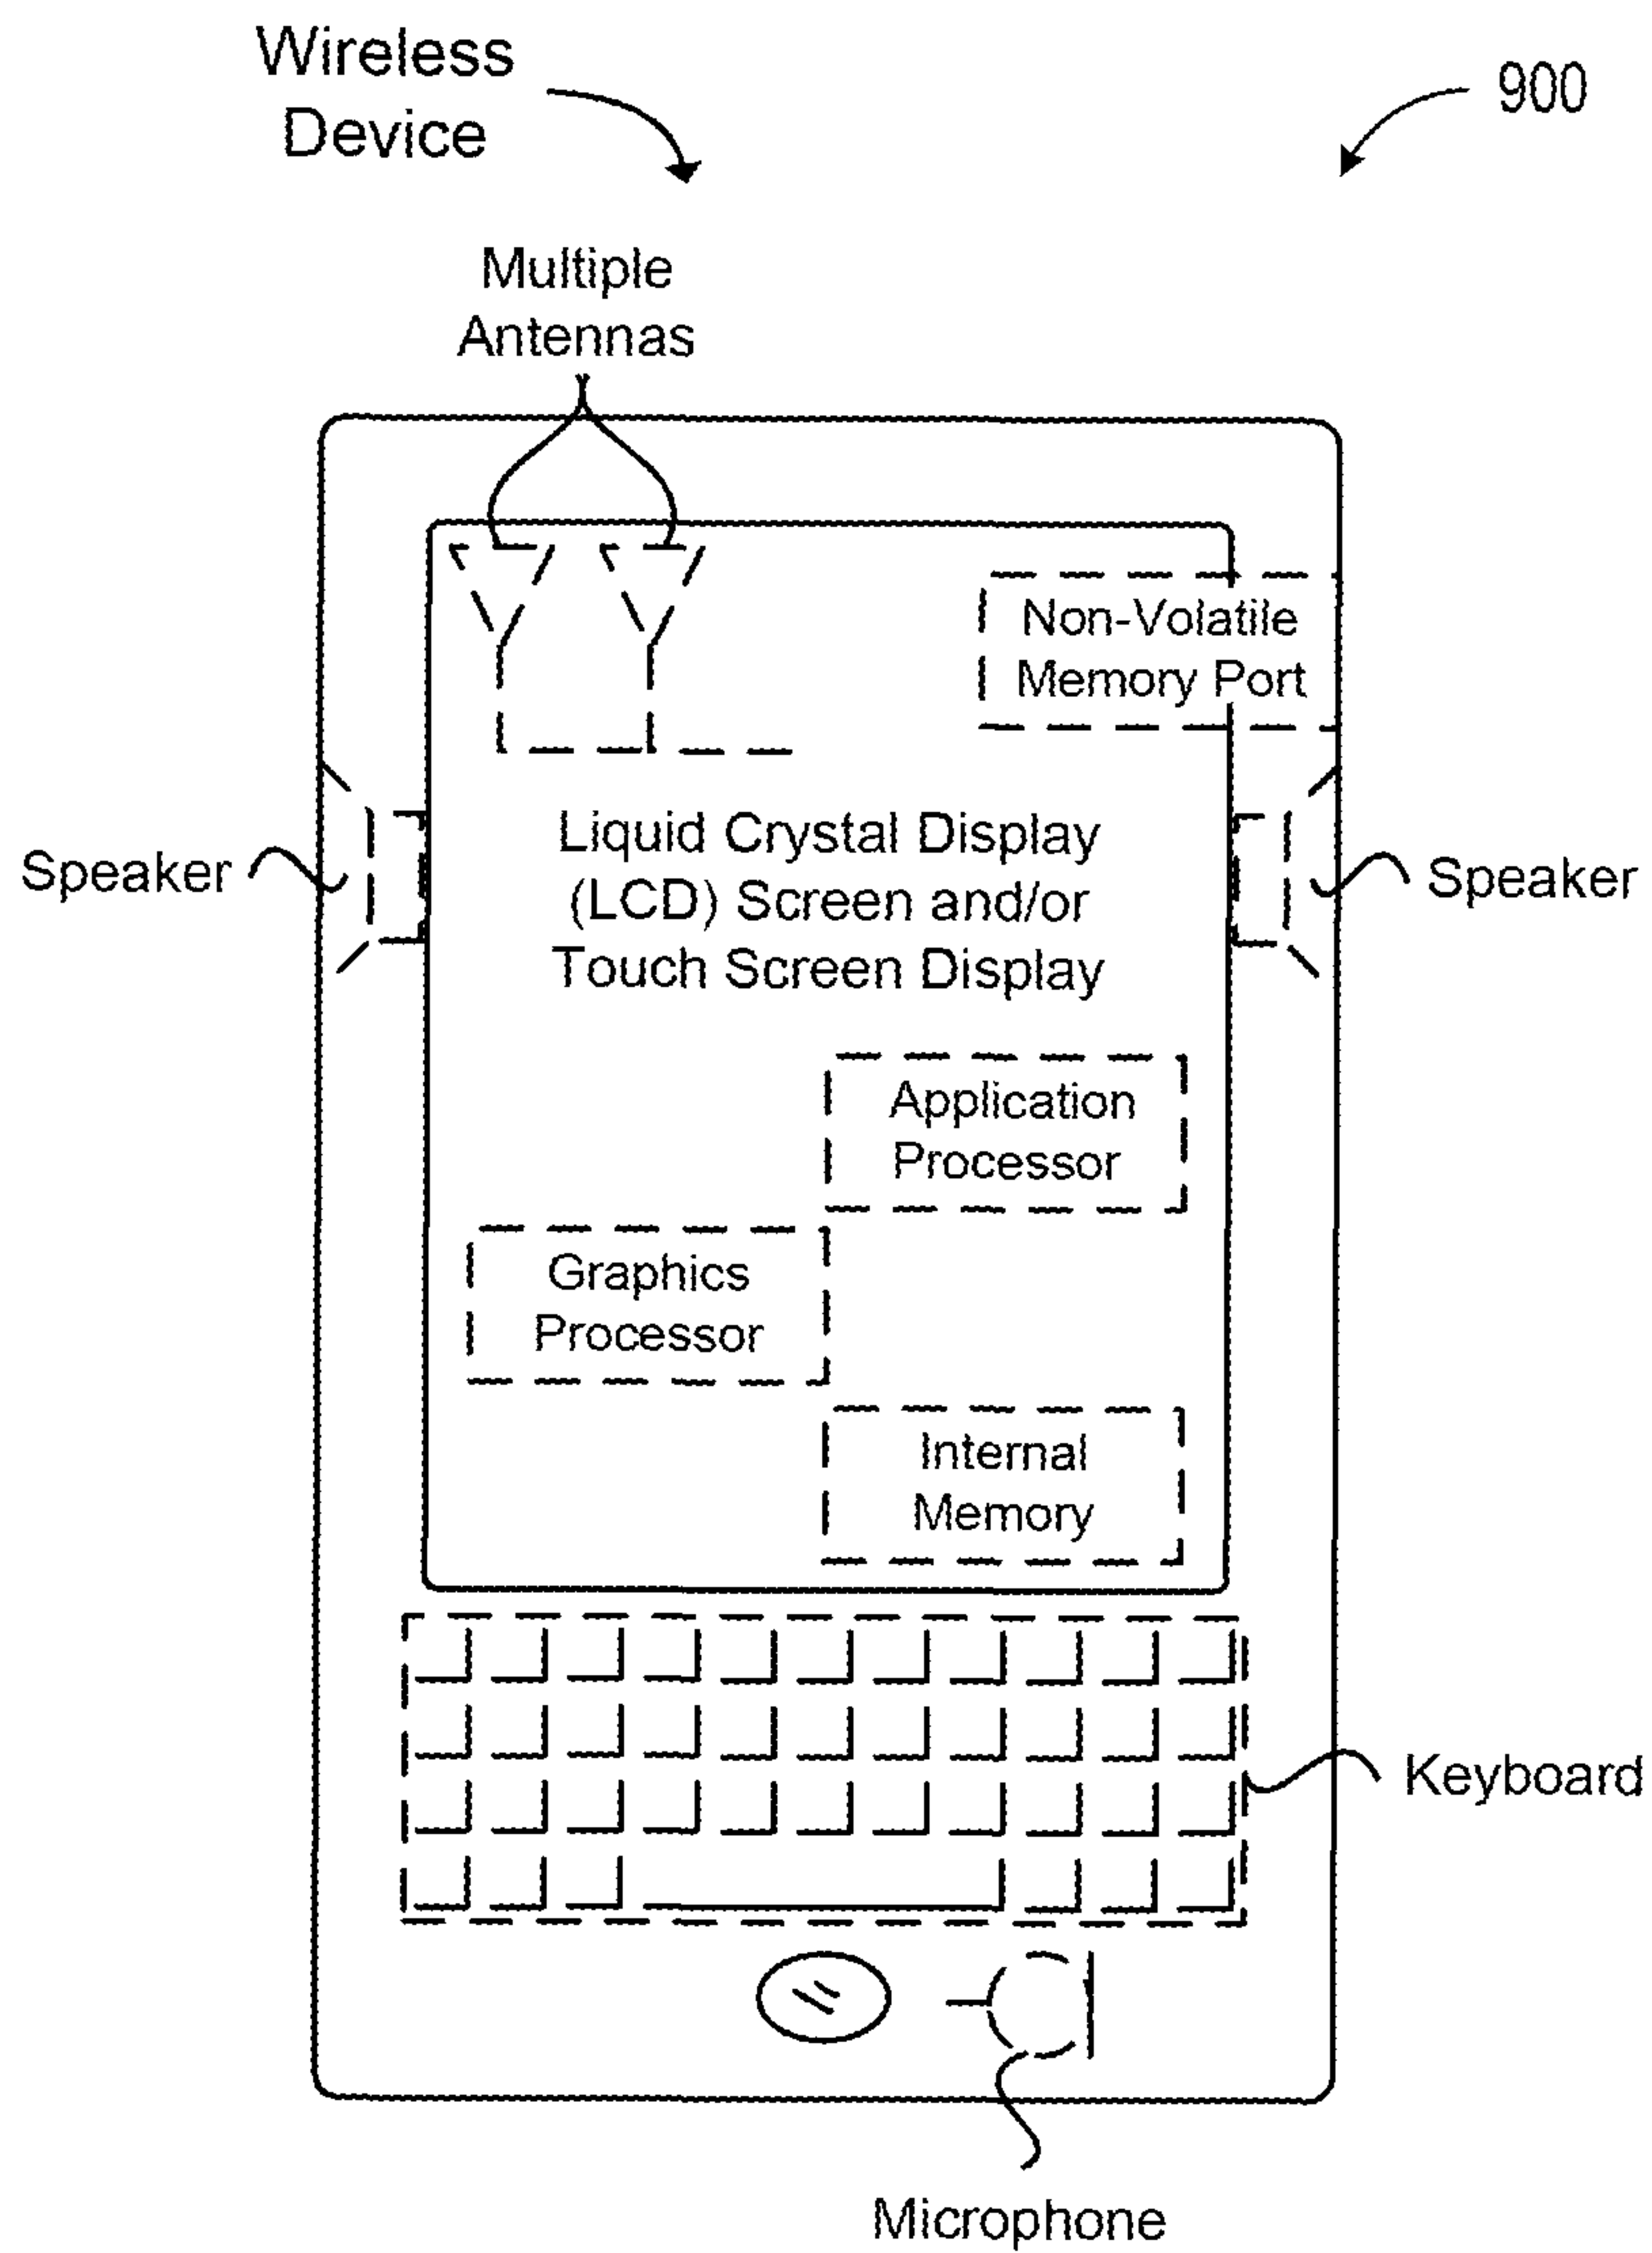 Wireless
Device
900
Multiple
Antennas
Non-Volatile
Memory Port
Liquid Crystal Display
(LCD) Screen and/or
Touch Screen Display
Speaker
Speaker
Application
Processor
Graphics
Processor
Internal
Memory
Keyboard
Microphone